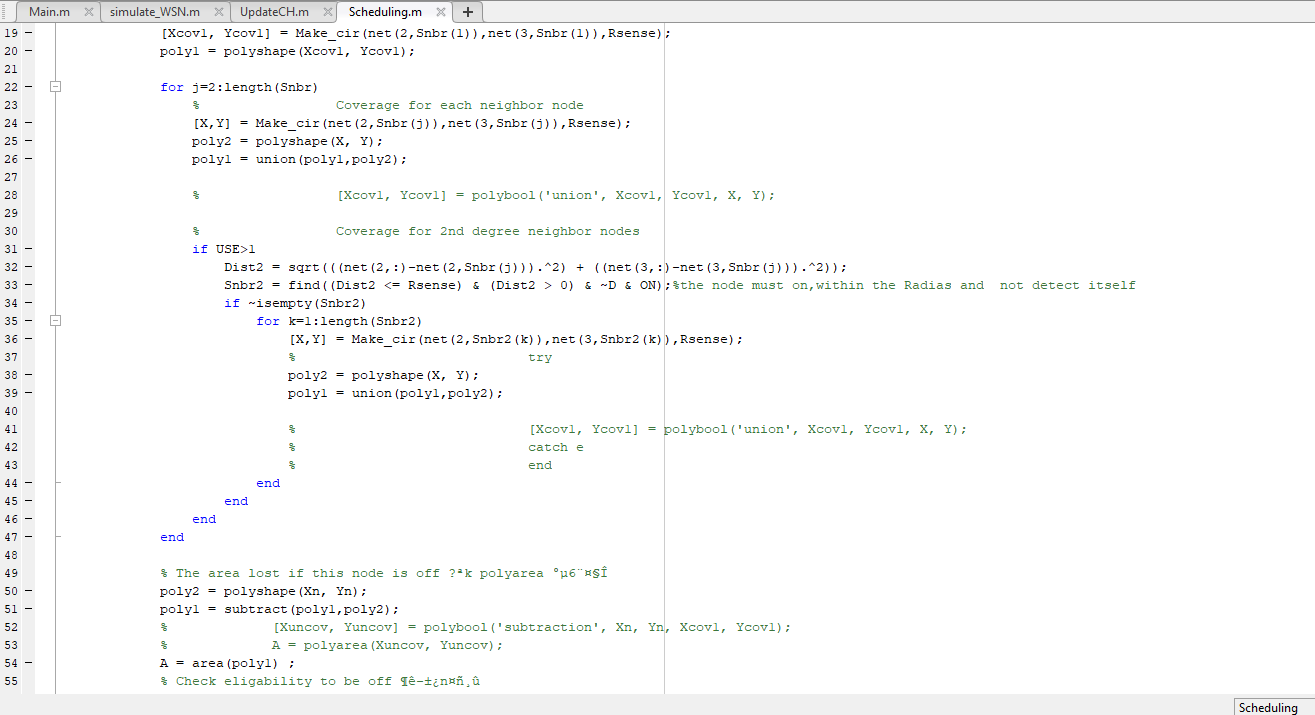 Main.m simulate_WSN.m UpdateCH.m Scheduling.m +
19 [Xcov1, Ycov1] = Make_cir(net(2,Snbr(1)),net(3,Snbr(1)),Rsense);
20 poly1 = polyshape(Xcov1, Ycov1);
21
22 for j=2:length(Snbr)
23 % Coverage for each neighbor node
24 [X,Y] = Make_cir(net(2,Snbr(j)),net(3,Snbr(j)),Rsense);
25 poly2 = polyshape(X, Y);
26 poly1 = union(poly1,poly2);
27
28 % [Xcov1, Ycov1] = polybool('union', Xcov1, Ycov1, X, Y);
29
30 % Coverage for 2nd degree neighbor nodes
31 if USE>1
32 Dist2 = sqrt(((net(2,:)-net(2,Snbr(j))).^2) + ((net(3,:)-net(3,Snbr(j))).^2));
33 Snbr2 = find((Dist2 <= Rsense) & (Dist2 > 0) & ~D & ON);%the node must on,within the Radias and not detect itself
34 if ~isempty(Snbr2)
35 for k=1:length(Snbr2)
36 [X,Y] = Make_cir(net(2,Snbr2(k)),net(3,Snbr2(k)),Rsense);
37 % try
38 poly2 = polyshape(X, Y);
39 poly1 = union(poly1,poly2);
40
41 % [Xcov1, Ycov1] = polybool('union', Xcov1, Ycov1, X, Y);
42 % catch e
43 % end
44 end
45 end
46 end
47 end
48
49 % The area lost if this node is off ?ªk polyarea °µ6¨¤§Î
50 poly2 = polyshape(Xn, Yn);
51 poly1 = subtract(poly1,poly2);
52 % [Xuncov, Yuncov] = polybool('subtraction', Xn, Yn, Xcov1, Ycov1);
53 % A = polyarea(Xuncov, Yuncov);
54 A = area(poly1) ;
55 % Check eligability to be off ¶ê-±¿n¤ñ¸û
Scheduling